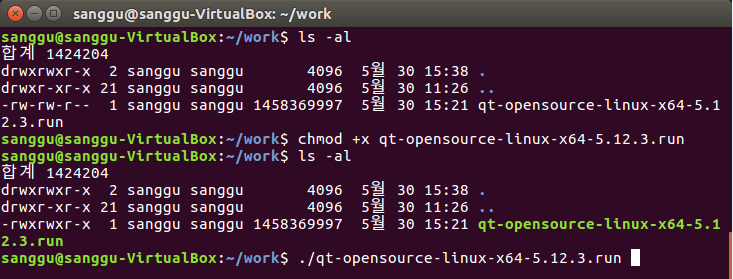 sanggu@sanggu-VirtualBox: ~/work
sanggu@sanggu-VirtualBox:~/work$ ls -al
합계 1424204
drwxrwxr-x  2 sanggu sanggu       4096  5월 30 15:38 .
drwxr-xr-x 21 sanggu sanggu       4096  5월 30 11:26 ..
-rw-rw-r--  1 sanggu sanggu 1458369997  5월 30 15:21 qt-opensource-linux-x64-5.1
2.3.run
sanggu@sanggu-VirtualBox:~/work$ chmod +x qt-opensource-linux-x64-5.12.3.run
sanggu@sanggu-VirtualBox:~/work$ ls -al
합계 1424204
drwxrwxr-x  2 sanggu sanggu       4096  5월 30 15:38 .
drwxr-xr-x 21 sanggu sanggu       4096  5월 30 11:26 ..
-rwxrwxr-x  1 sanggu sanggu 1458369997  5월 30 15:21 qt-opensource-linux-x64-5.1
2.3.run
sanggu@sanggu-VirtualBox:~/work$ ./qt-opensource-linux-x64-5.12.3.run